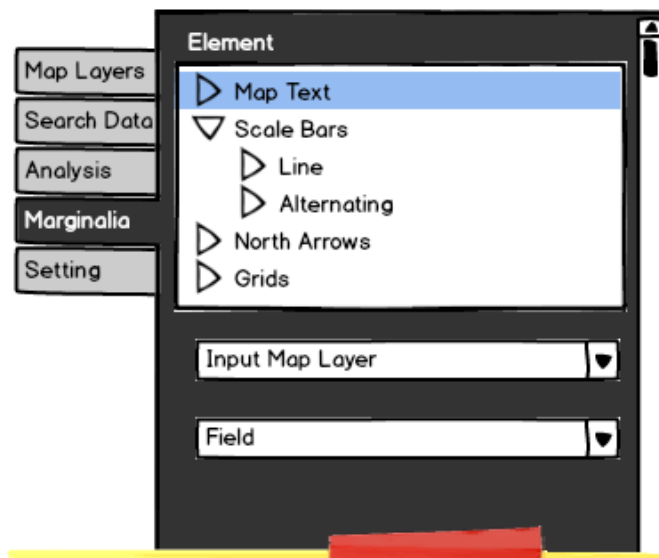 Map Layers
Search Data
Analysis
Marginalia
Setting
Element
Map Text
Scale Bars
Line
Alternating
North Arrows
Grids
Input Map Layer
Field